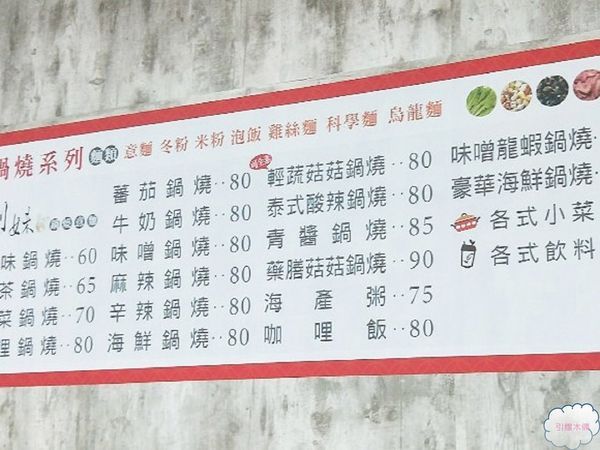 鍋燒系列 麵類 意麵 冬粉 米粉 泡飯 雞絲麵 科學麵 烏龍麵
味鍋燒‧‧60
茶鍋燒‧‧65
菜鍋燒‧‧70
哩鍋燒‧‧80
蕃茄鍋燒‧‧80
牛奶鍋燒‧‧80
味噌鍋燒‧‧80
麻辣鍋燒‧‧80
辛辣鍋燒‧‧80
海鮮鍋燒‧‧80
輕蔬菇菇鍋燒‧‧80
泰式酸辣鍋燒‧‧80
青醬鍋燒‧‧85
藥膳菇菇鍋燒‧‧90
海產粥‧‧75
咖哩飯‧‧80
味噌龍蝦鍋燒‧
豪華海鮮鍋燒‧
各式小菜
各式飲料
引爆木偶